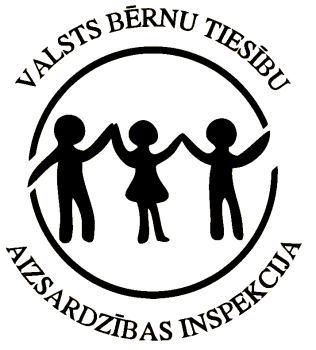 VALSTS BĒRNU TIESĪBU
AIZSARDZĪBAS INSPEKCIJA